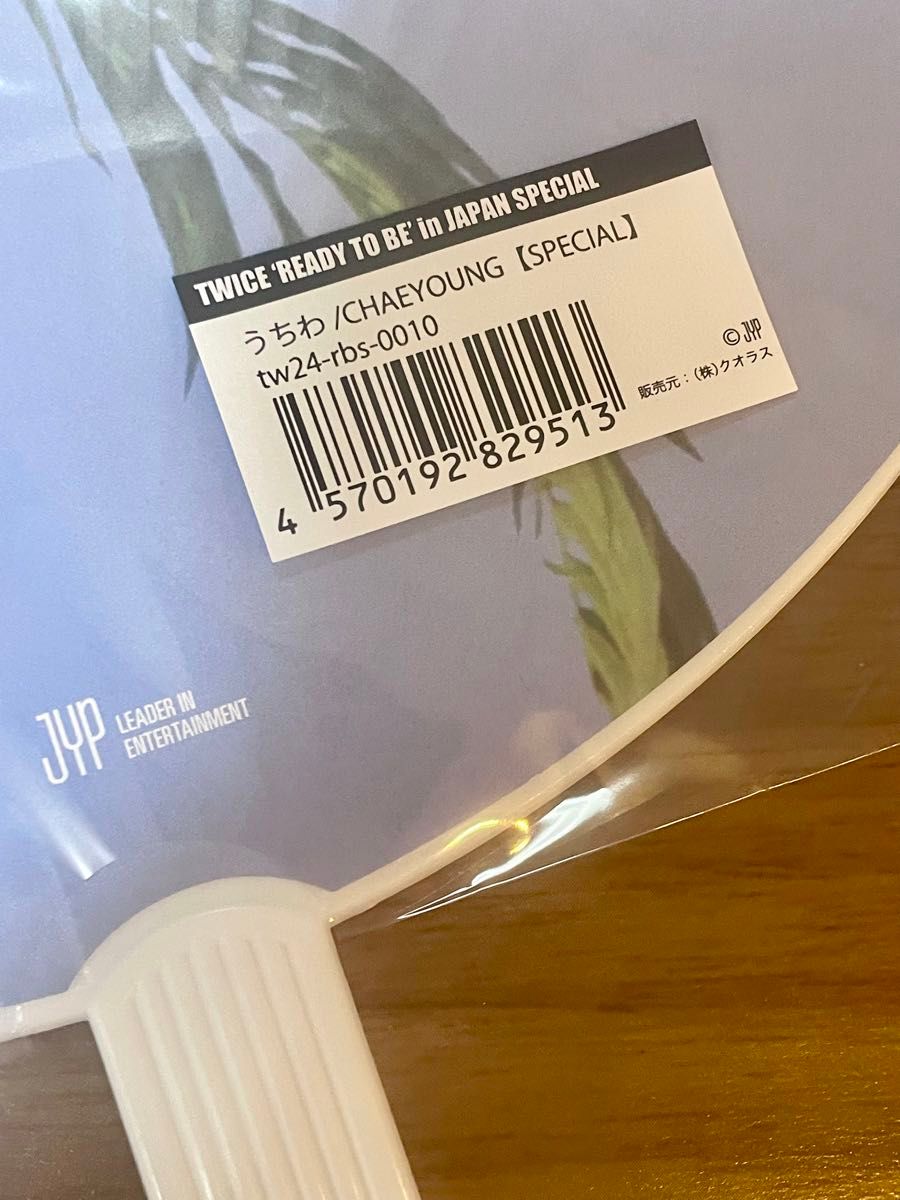 TWICE 'READY TO BE' in JAPAN SPECIAL
うちわ /CHAEYOUNG【SPECIAL】
tw24-rbs-0010
4 570192 829513
©JYP
販売元：(株)クオラス
JYP LEADER IN
ENTERTAINMENT